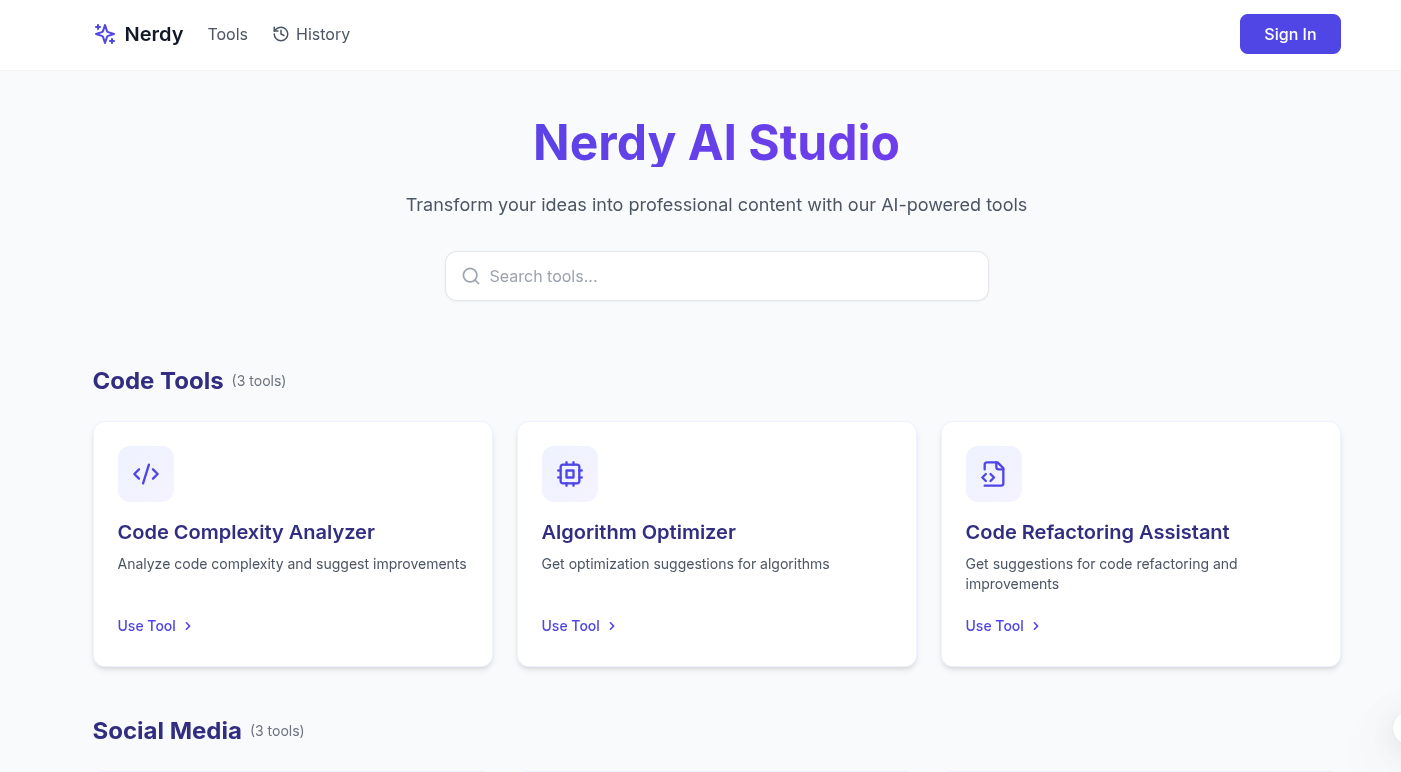 Nerdy Tools History Sign In
Nerdy AI Studio
Transform your ideas into professional content with our AI-powered tools
Search tools...
Code Tools (3 tools)
Code Complexity Analyzer
Analyze code complexity and suggest improvements
Use Tool
Algorithm Optimizer
Get optimization suggestions for algorithms
Use Tool
Code Refactoring Assistant
Get suggestions for code refactoring and
improvements
Use Tool
Social Media (3 tools)